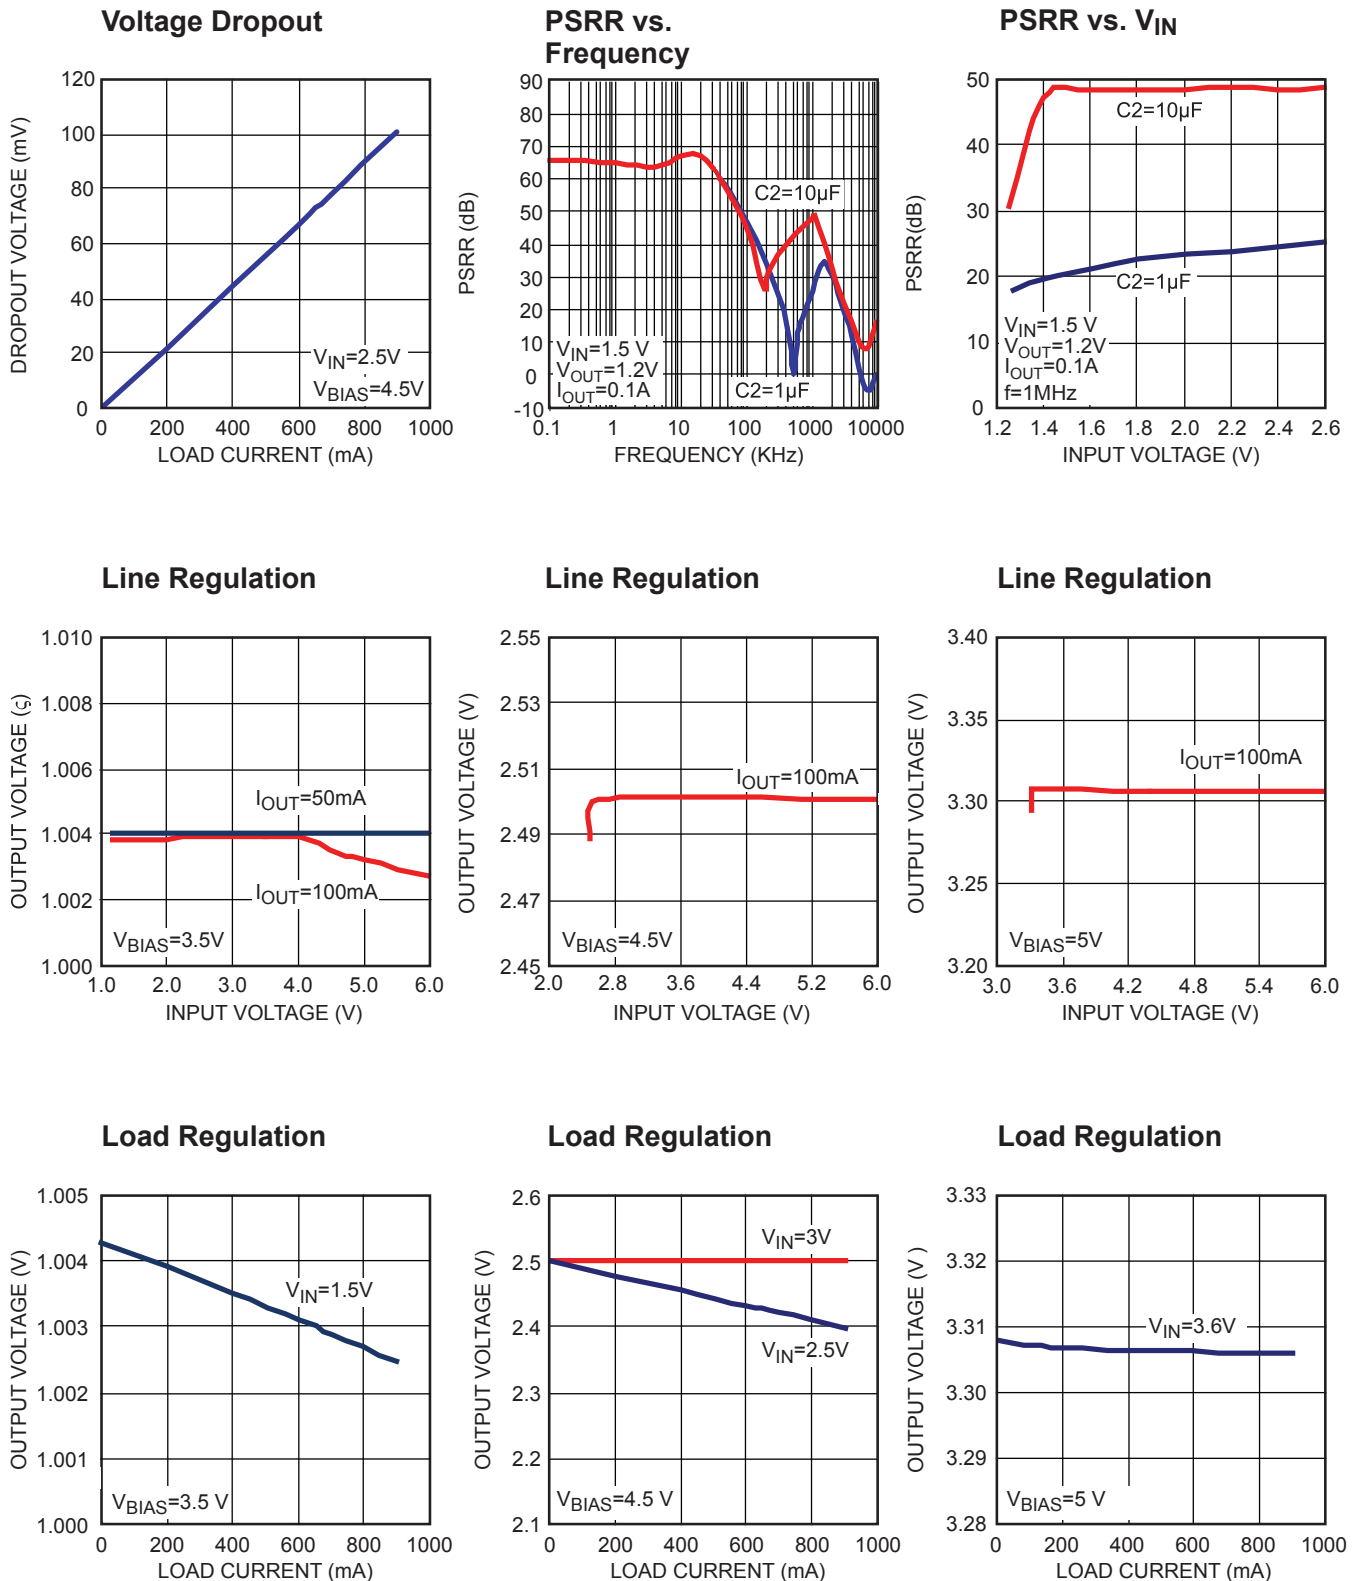 Voltage Dropout
DROPOUT VOLTAGE (mV)
120
100
80
60
40
20
0
VIN=2.5V
VBIAS=4.5V
0 200 400 600 800 1000
LOAD CURRENT (mA)
PSRR vs.
Frequency
PSRR (dB)
90
80
70
60
50
40
30
20
10
0
-10
C2=10µF
VIN=1.5 V
VOUT=1.2V
IOUT=0.1A
C2=1µF
0.1 1 10 100 1000 10000
FREQUENCY (KHz)
PSRR vs. VIN
PSRR(dB)
50
40
30
20
10
0
C2=10µF
C2=1µF
VIN=1.5 V
VOUT=1.2V
IOUT=0.1A
f=1MHz
1.2 1.4 1.6 1.8 2.0 2.2 2.4 2.6
INPUT VOLTAGE (V)
Line Regulation
OUTPUT VOLTAGE (ς)
1.010
1.008
1.006
1.004
1.002
1.000
IOUT=50mA
IOUT=100mA
VBIAS=3.5V
1.0 2.0 3.0 4.0 5.0 6.0
INPUT VOLTAGE (V)
Line Regulation
OUTPUT VOLTAGE (V)
2.55
2.53
2.51
2.49
2.47
2.45
IOUT=100mA
VBIAS=4.5V
2.0 2.8 3.6 4.4 5.2 6.0
INPUT VOLTAGE (V)
Line Regulation
OUTPUT VOLTAGE (V)
3.40
3.35
3.30
3.25
3.20
IOUT=100mA
VBIAS=5V
3.0 3.6 4.2 4.8 5.4 6.0
INPUT VOLTAGE (V)
Load Regulation
OUTPUT VOLTAGE (V)
1.005
1.004
1.003
1.002
1.001
1.000
VIN=1.5V
VBIAS=3.5 V
0 200 400 600 800 1000
LOAD CURRENT (mA)
Load Regulation
OUTPUT VOLTAGE (V)
2.6
2.5
2.4
2.3
2.2
2.1
VIN=3V
VIN=2.5V
VBIAS=4.5 V
0 200 400 600 800 1000
LOAD CURRENT (mA)
Load Regulation
OUTPUT VOLTAGE (V )
3.33
3.32
3.31
3.30
3.29
3.28
VIN=3.6V
VBIAS=5 V
0 200 400 600 800 1000
LOAD CURRENT (mA)